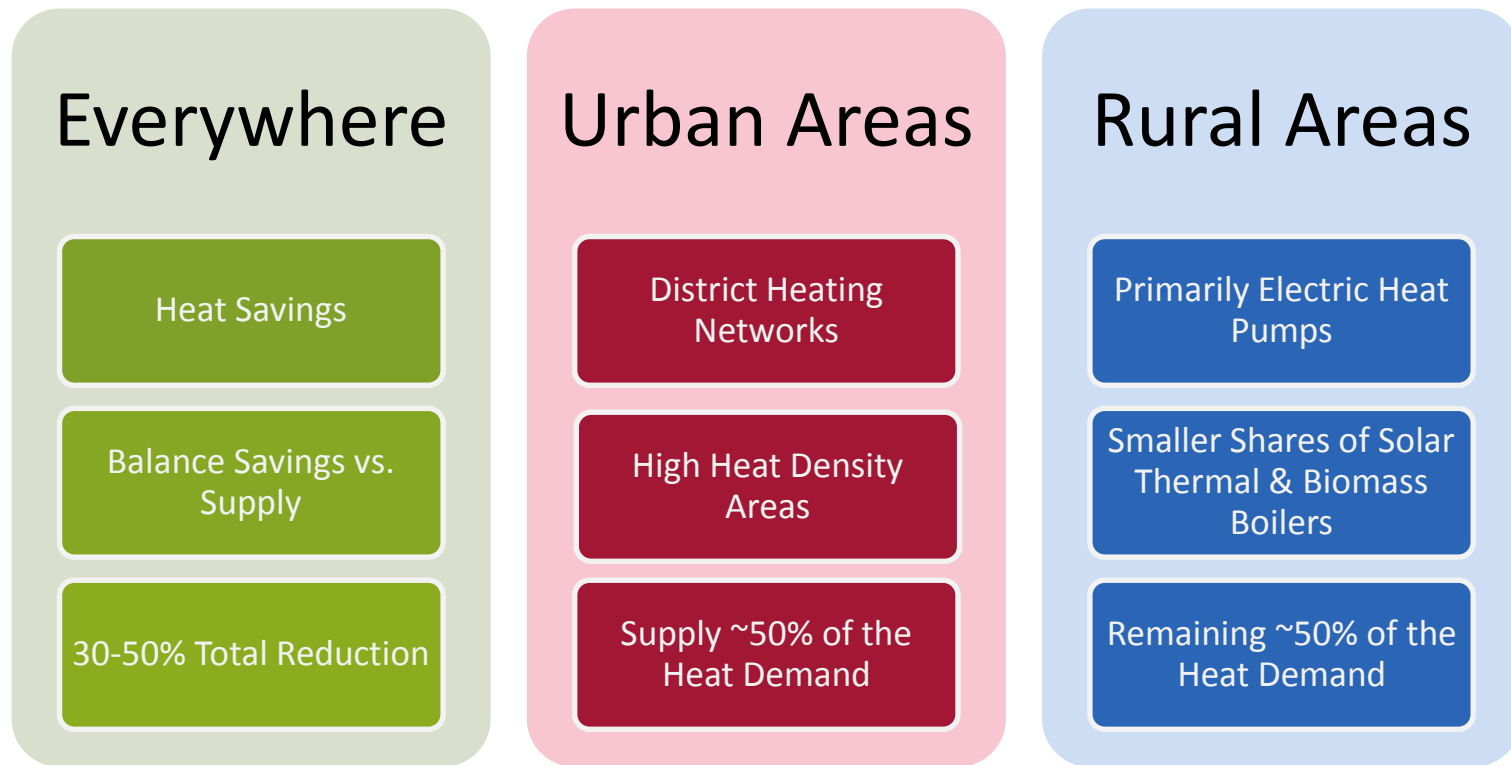 Everywhere
Heat Savings
Balance Savings vs.
Supply
30-50% Total Reduction
Urban Areas
District Heating
Networks
High Heat Density
Areas
Supply ~50% of the
Heat Demand
Rural Areas
Primarily Electric Heat
Pumps
Smaller Shares of Solar
Thermal & Biomass
Boilers
Remaining ~50% of the
Heat Demand